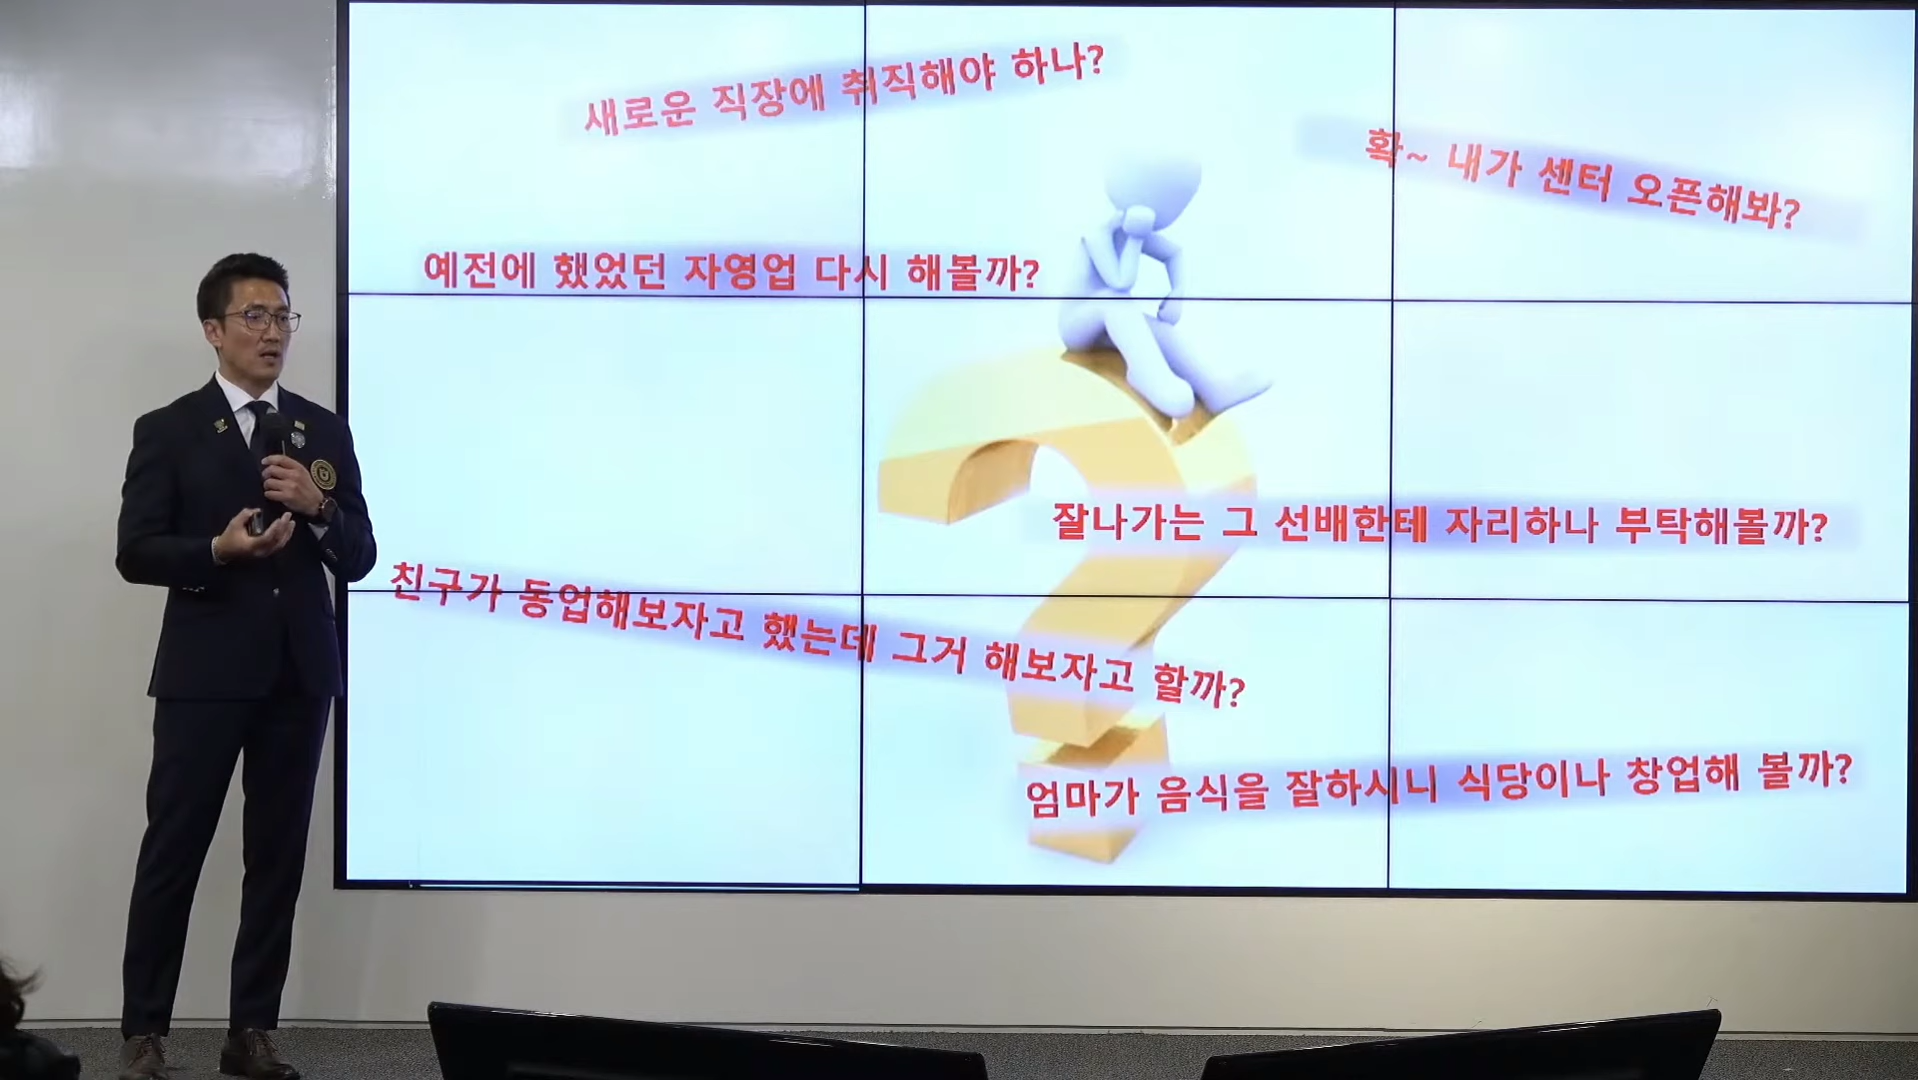 새로운 직장에 취직해야 하나?
확~ 내가 센터 오픈해봐?
예전에 했었던 자영업 다시 해볼까?
잘나가는 그 선배한테 자리하나 부탁해볼까?
친구가 동업해보자고 했는데 그거 해보자고 할까?
엄마가 음식을 잘하시니 식당이나 창업해 볼까?